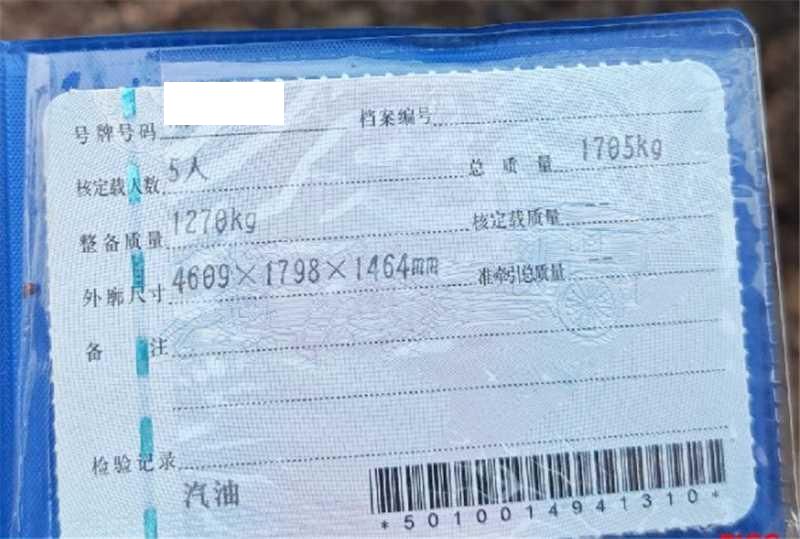 号牌号码 档案编号
核定载人数 5人 总质量 1705kg
整备质量 1270kg 核定载质量 --
外廓尺寸 4609×1798×1464mm 准牵引总质量 --
备注
检验记录
汽油
*5010014941310*